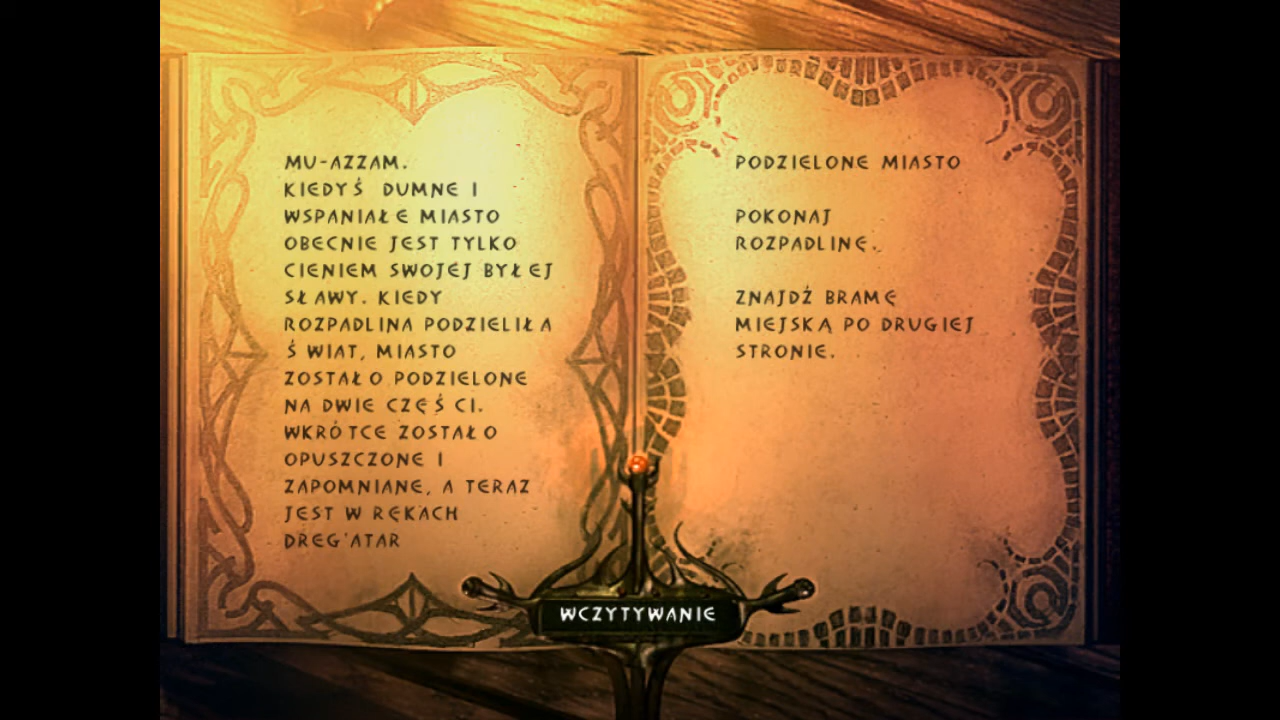 MU-AZZAM.
KIEDYŚ DUMNE I
WSPANIAŁE MIASTO
OBECNIE JEST TYLKO
CIENIEM SWOJEJ BYŁEJ
SŁAWY. KIEDY
ROZPADLINA PODZIELIŁA
ŚWIAT, MIASTO
ZOSTAŁO PODZIELONE
NA DWIE CZĘŚCI.
WKRÓTCE ZOSTAŁO
OPUSZCZONE I
ZAPOMNIANE, A TERAZ
JEST W RĘKACH
DREG'ATAR
PODZIELONE MIASTO
POKONAJ
ROZPADLINĘ.
ZNAJDŹ BRAMĘ
MIEJSKĄ PO DRUGIEJ
STRONIE.
WCZYTYWANIE